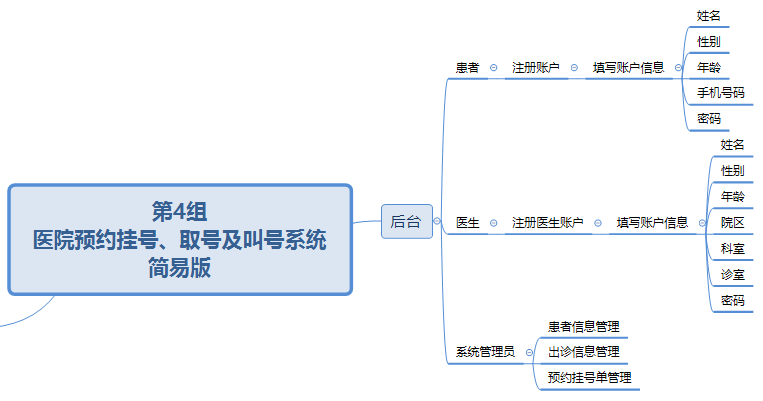 第4组
医院预约挂号、取号及叫号系统
简易版
后台
患者
注册账户
填写账户信息
姓名
性别
年龄
手机号码
密码
医生
注册医生账户
填写账户信息
姓名
性别
年龄
院区
科室
诊室
密码
系统管理员
患者信息管理
出诊信息管理
预约挂号单管理